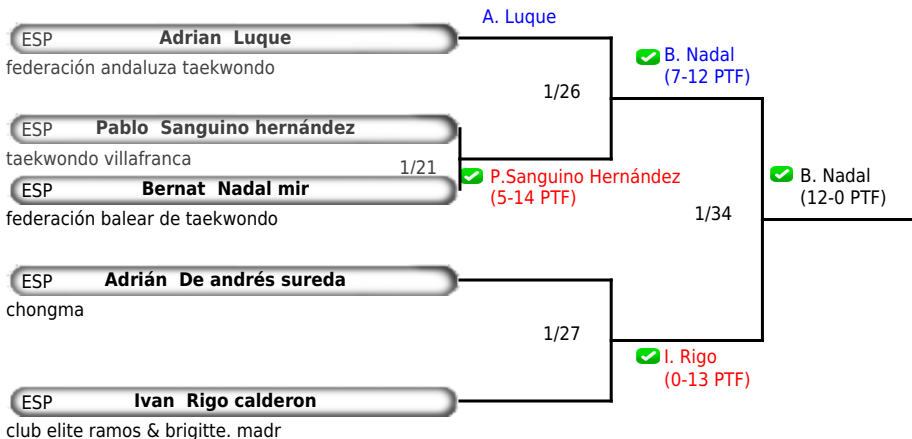 A. Luque
ESP Adrian Luque
federación andaluza taekwondo
B. Nadal
(7-12 PTF)
1/26
ESP Pablo Sanguino hernández
taekwondo villafranca
1/21
P.Sanguino Hernández
(5-14 PTF)
ESP Bernat Nadal mir
federación balear de taekwondo
B. Nadal
(12-0 PTF)
1/34
ESP Adrián De andrés sureda
chongma
1/27
I. Rigo
(0-13 PTF)
ESP Ivan Rigo calderon
club elite ramos & brigitte. madr